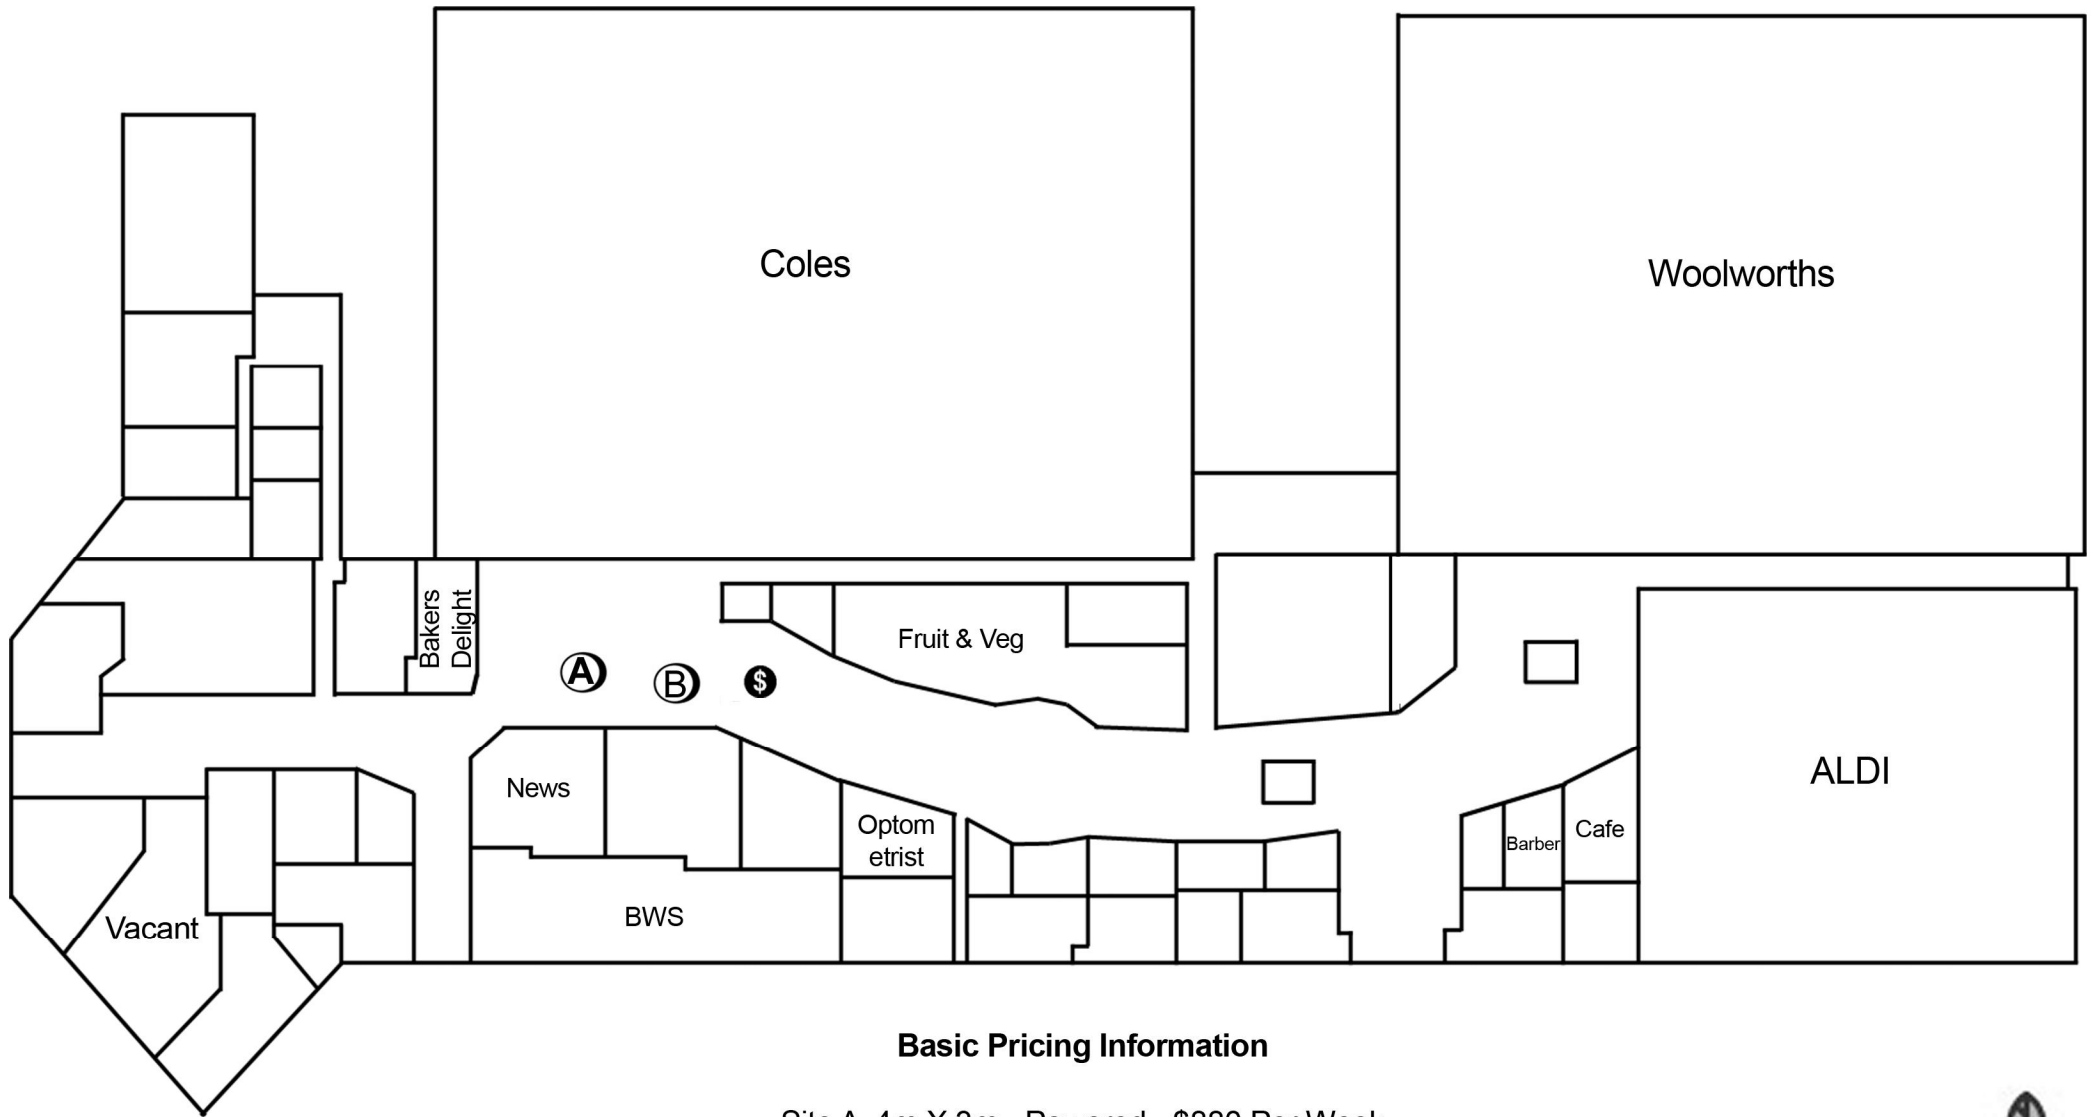 Coles
Woolworths
Bakers
Delight
Fruit & Veg
A
B
$
News
Optom
etrist
ALDI
Barber
Cafe
BWS
Vacant
Basic Pricing Information